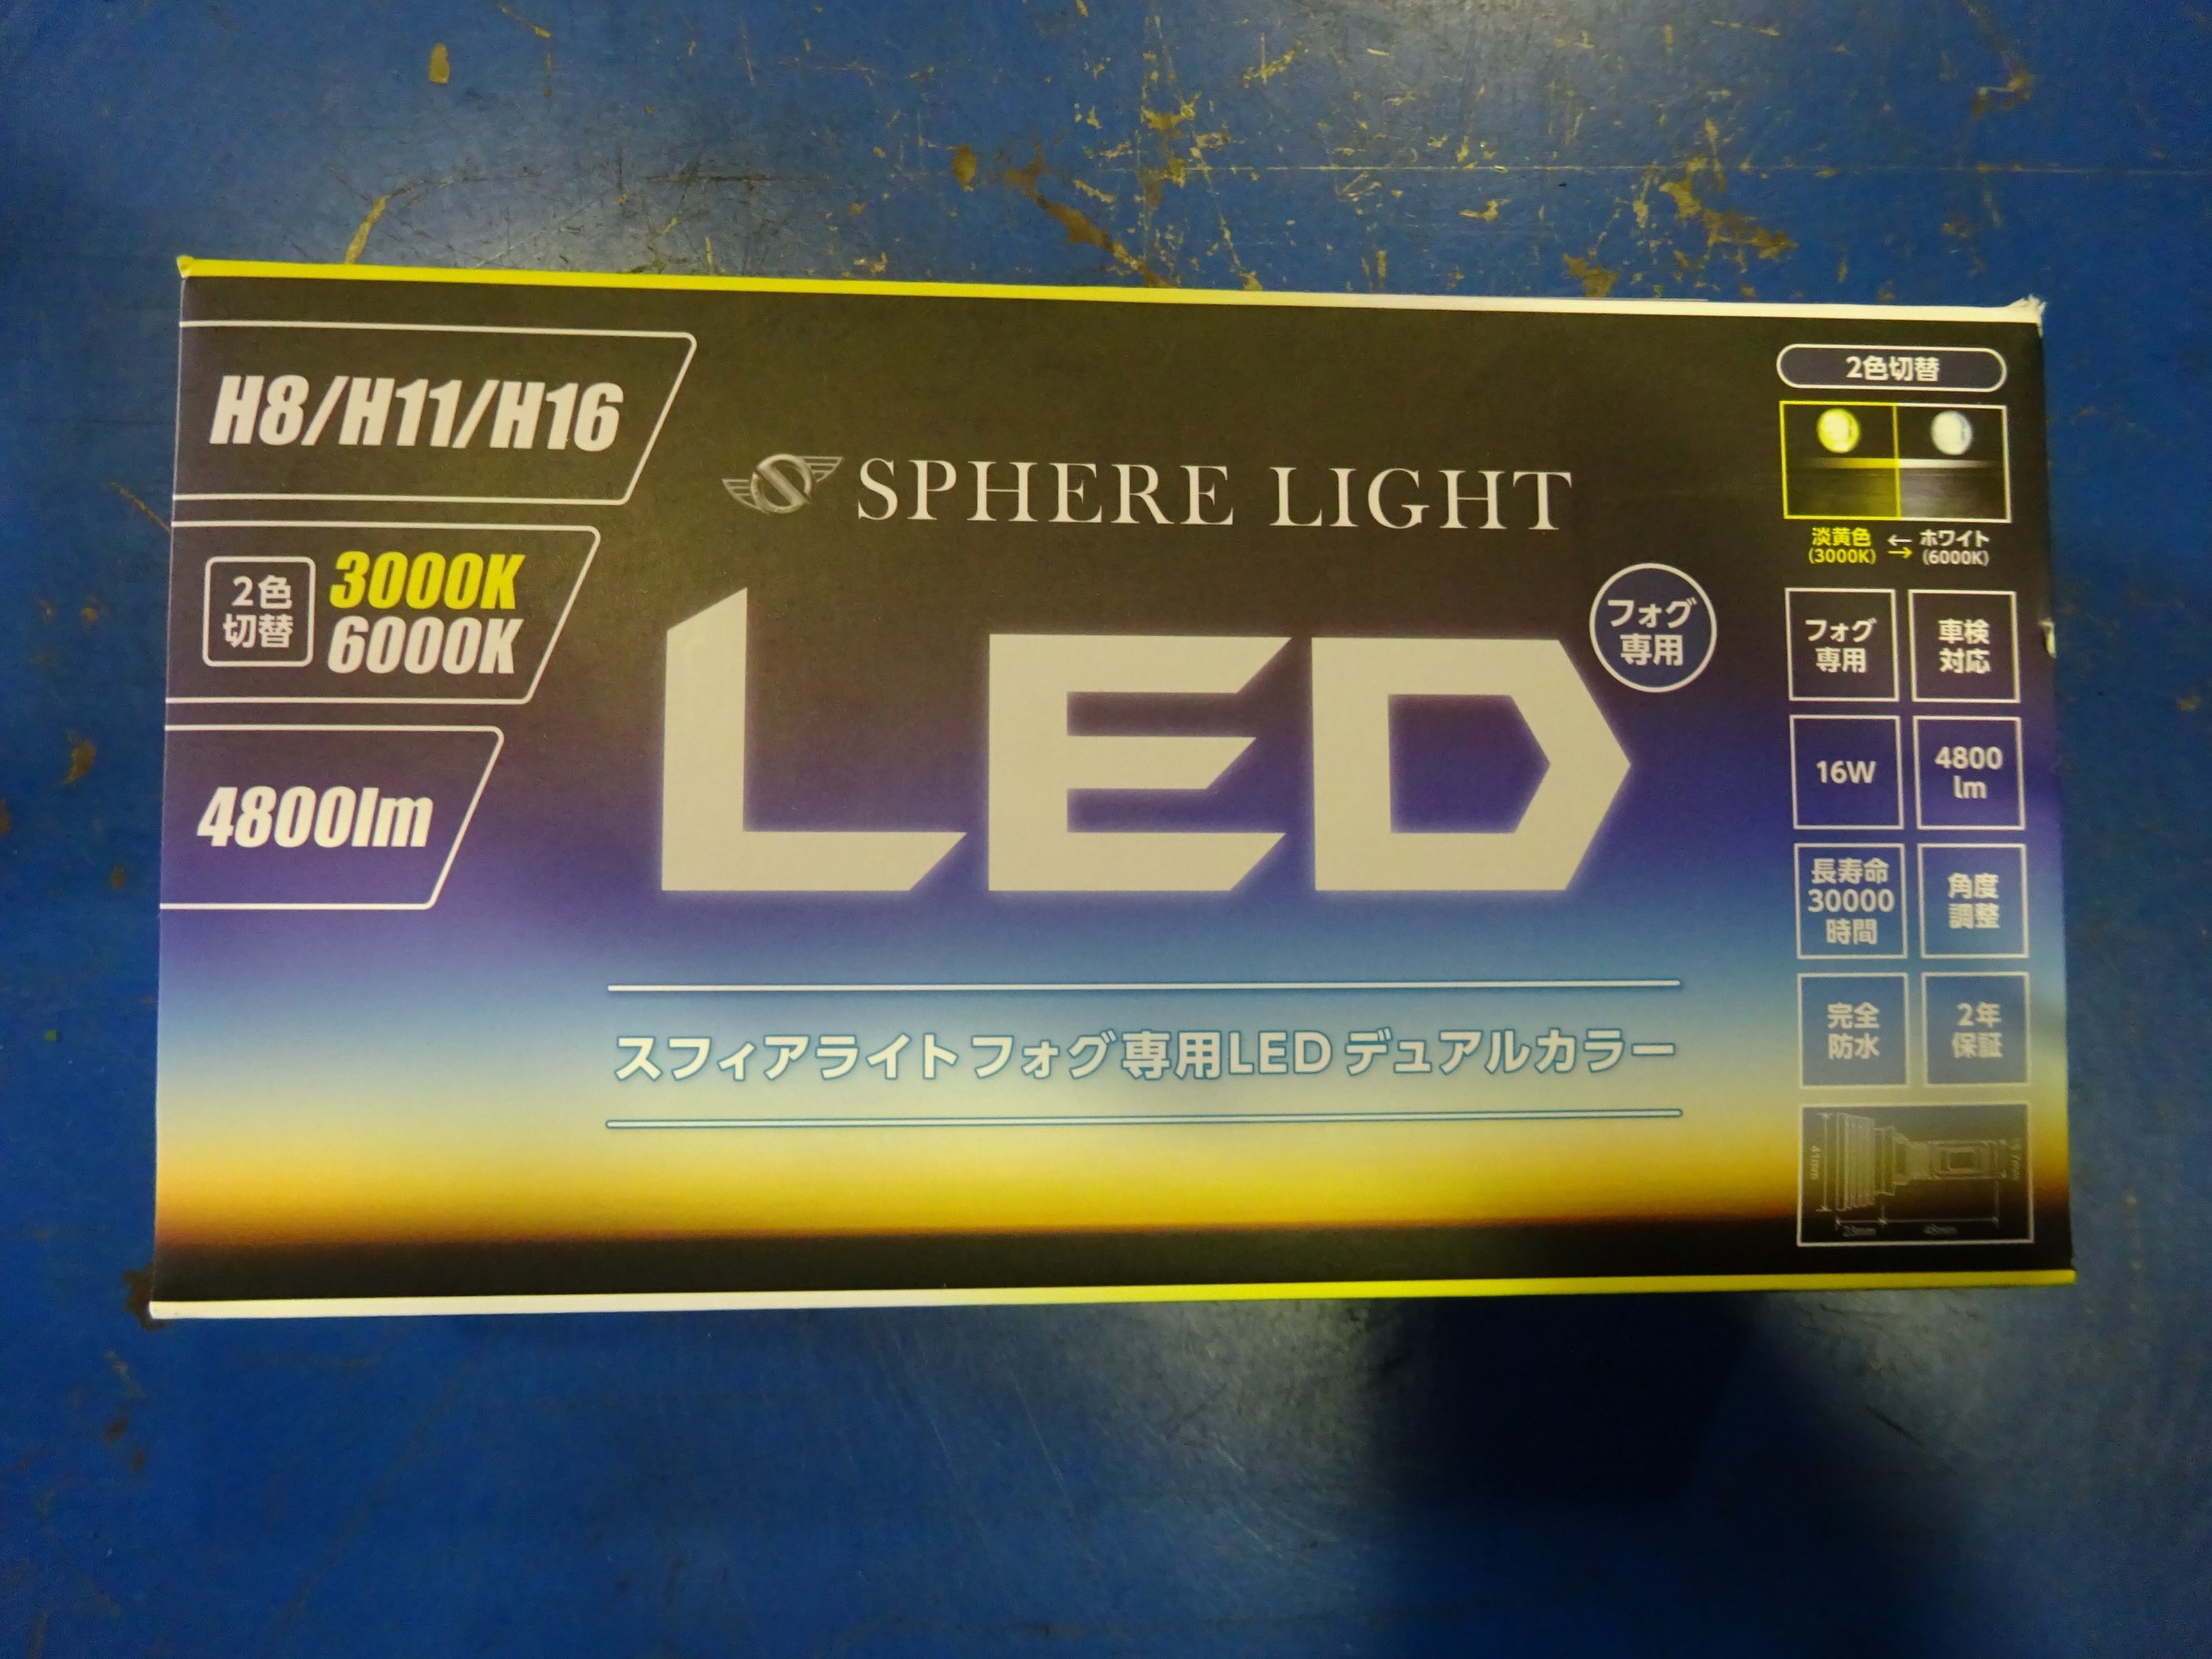 H8/H11/H16
2色
切替
3000K
6000K
4800lm
SPHERE LIGHT
LED
フォグ
専用
スフィアライト フォグ専用LED デュアルカラー
2色切替
淡黄色
(3000K)
←
→
ホワイト
(6000K)
フォグ
専用
車検
対応
16W
4800
lm
長寿命
30000
時間
角度
調整
完全
防水
2年
保証
41mm
23mm
48mm